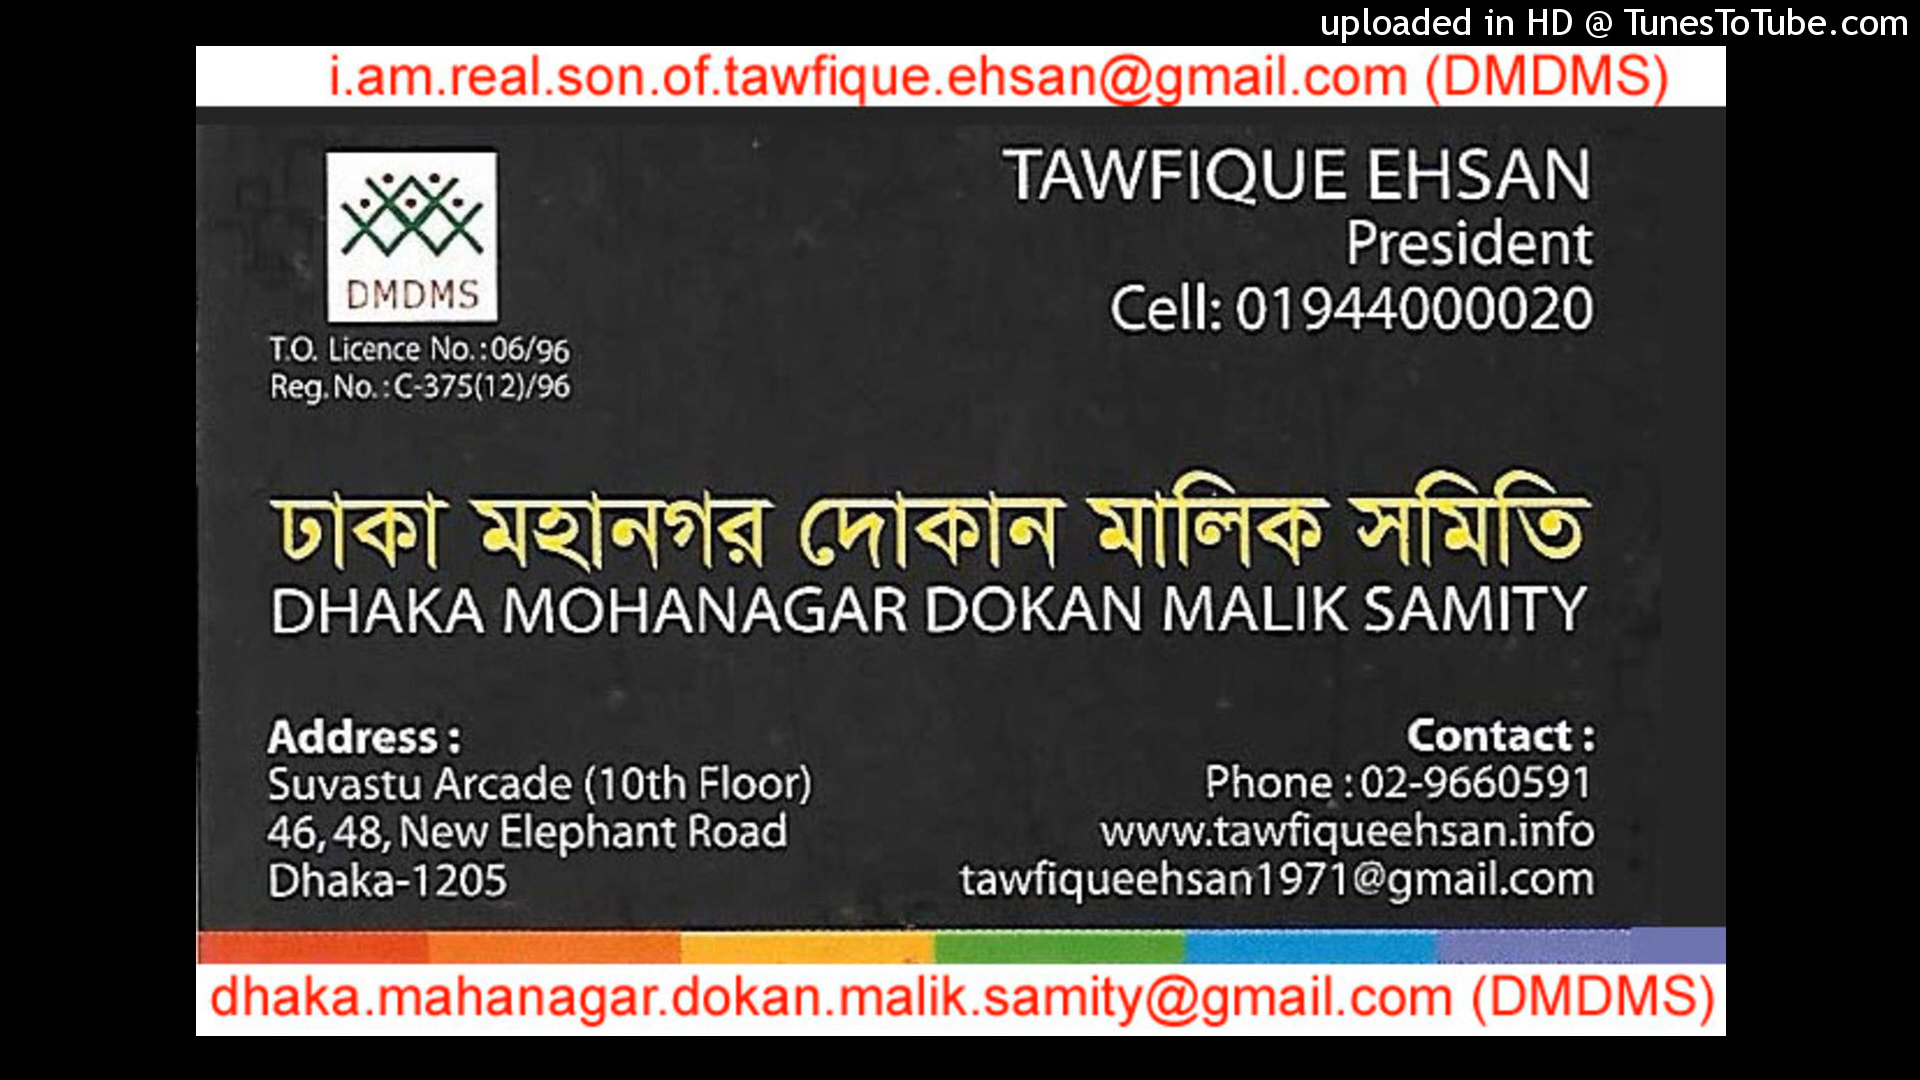 uploaded in HD @ TunesToTube.com
i.am.real.son.of.tawfique.ehsan@gmail.com (DMDMS)
DMDMS
T.O. Licence No.:06/96
Reg.No.:C-375(12)/96
TAWFIQUE EHSAN
President
Cell: 01944000020
ঢাকা মহানগর দোকান মালিক সমিতি
DHAKA MOHANAGAR DOKAN MALIK SAMITY
Address :
Suvastu Arcade (10th Floor)
46,48, New Elephant Road
Dhaka-1205
Contact :
Phone : 02-9660591
www.tawfiqueehsan.info
tawfiqueehsan1971@gmail.com
dhaka.mahanagar.dokan.malik.samity@gmail.com (DMDMS)